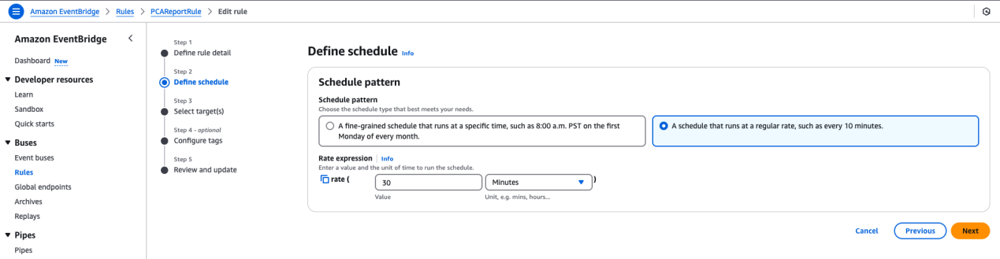 Amazon EventBridge > Rules > PCAReportRule > Edit rule
Amazon EventBridge
Dashboard New
Developer resources
Learn
Sandbox
Quick starts
Buses
Event buses
Rules
Global endpoints
Archives
Replays
Pipes
Pipes
Step 1
Define rule detail
Step 2
Define schedule
Step 3
Select target(s)
Step 4 - optional
Configure tags
Step 5
Review and update
Define schedule Info
Schedule pattern
Schedule pattern
Choose the schedule type that best meets your needs.
A fine-grained schedule that runs at a specific time, such as 8:00 a.m. PST on the first
Monday of every month.
A schedule that runs at a regular rate, such as every 10 minutes.
Rate expression Info
Enter a value and the unit of time to run the schedule.
rate ( 30 Minutes )
Value Unit, e.g. mins, hours...
Cancel Previous Next